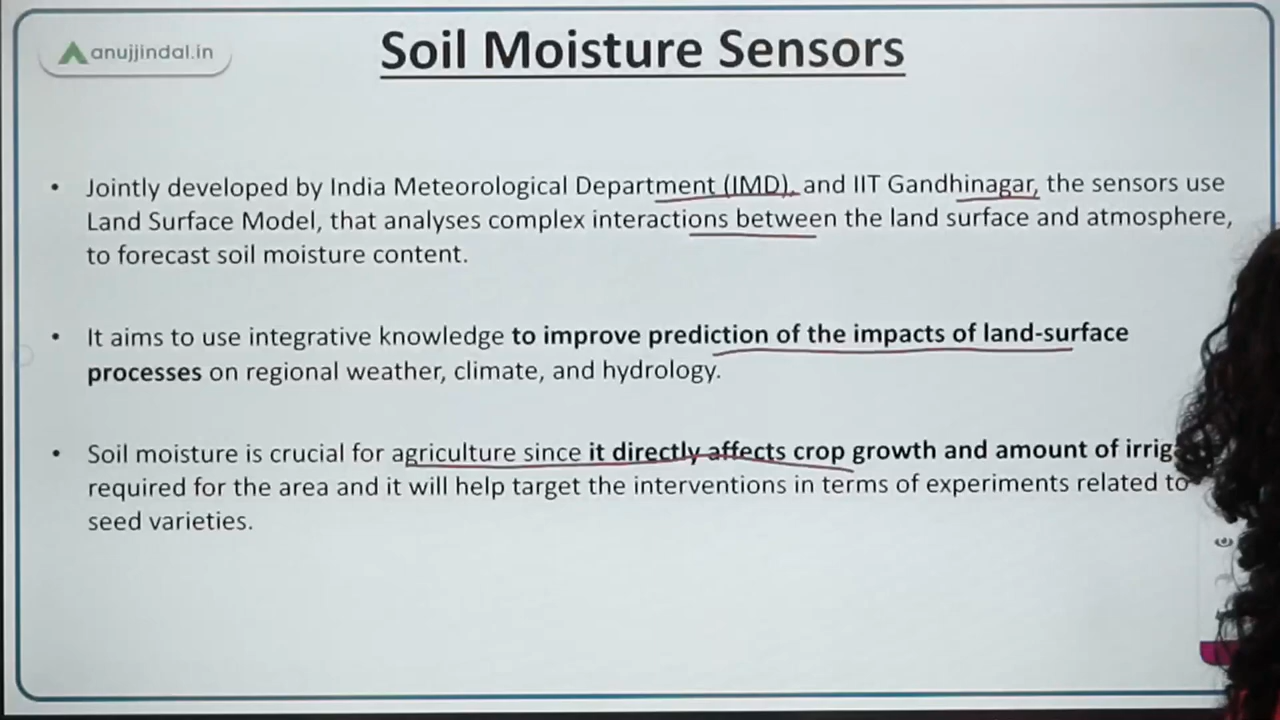 anujjindal.in
Soil Moisture Sensors
• Jointly developed by India Meteorological Department (IMD), and IIT Gandhinagar, the sensors use
Land Surface Model, that analyses complex interactions between the land surface and atmosphere,
to forecast soil moisture content.
• It aims to use integrative knowledge to improve prediction of the impacts of land-surface
processes on regional weather, climate, and hydrology.
• Soil moisture is crucial for agriculture since it directly affects crop growth and amount of
required for the area and it will help target the interventions in terms of experiments related to
seed varieties.